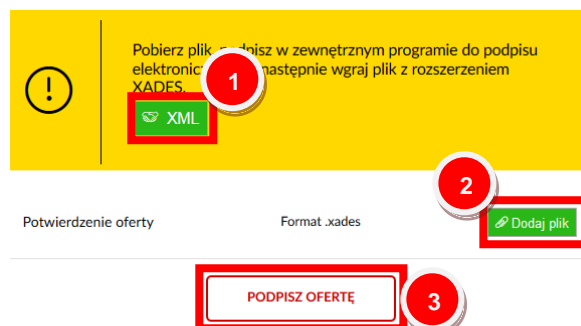 Pobierz plik, podpisz w zewnętrznym programie do podpisu
następnie wgraj plik z rozszerzeniem
XADES.
1
XML
2
Potwierdzenie oferty Format .xades Dodaj plik
PODPISZ OFERTĘ
3